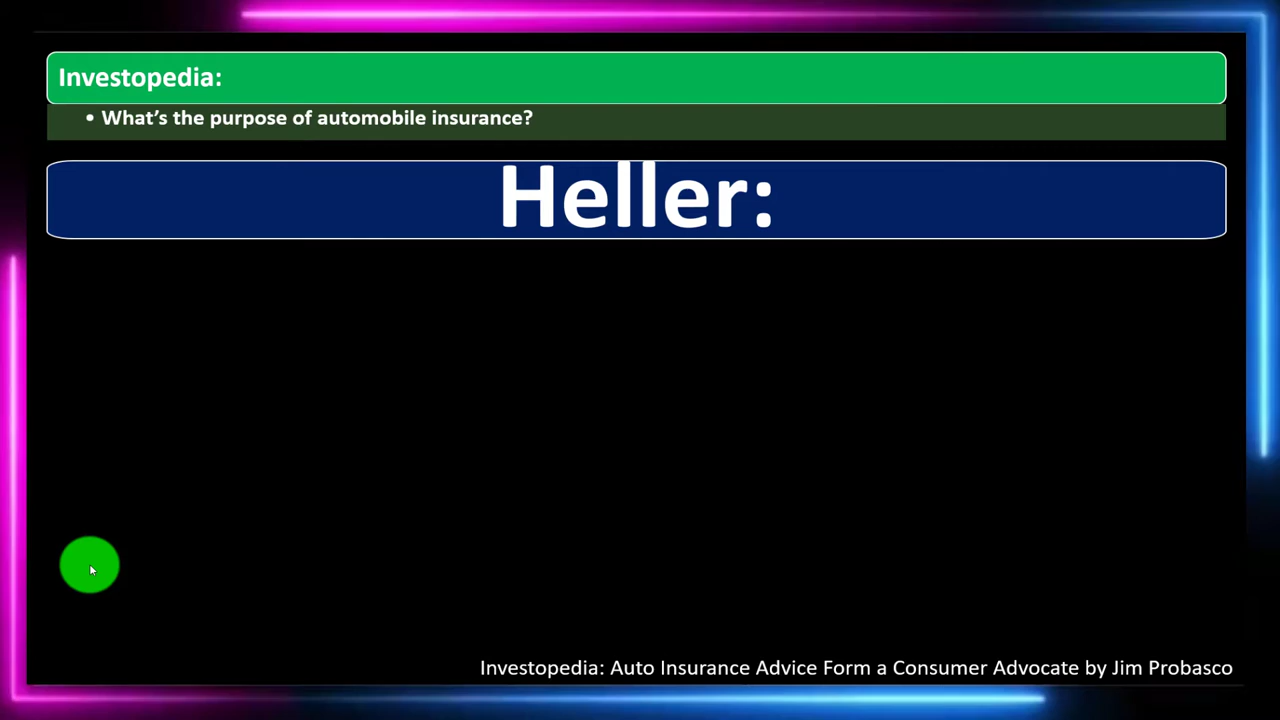 Investopedia:
• What's the purpose of automobile insurance?
Heller:
Investopedia: Auto Insurance Advice Form a Consumer Advocate by Jim Probasco